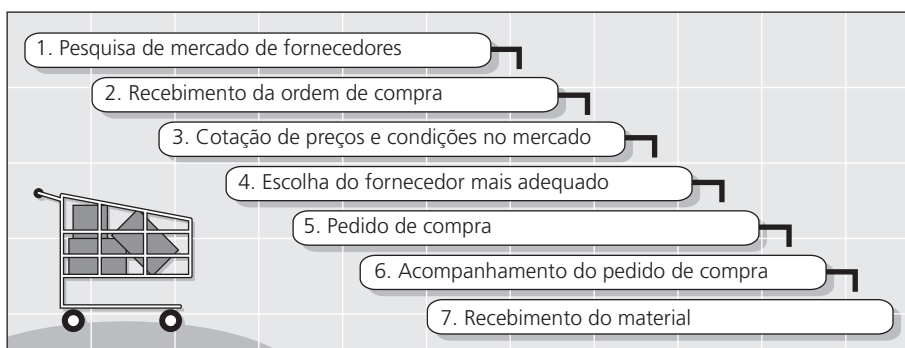 1. Pesquisa de mercado de fornecedores
2. Recebimento da ordem de compra
3. Cotação de preços e condições no mercado
4. Escolha do fornecedor mais adequado
5. Pedido de compra
6. Acompanhamento do pedido de compra
7. Recebimento do material